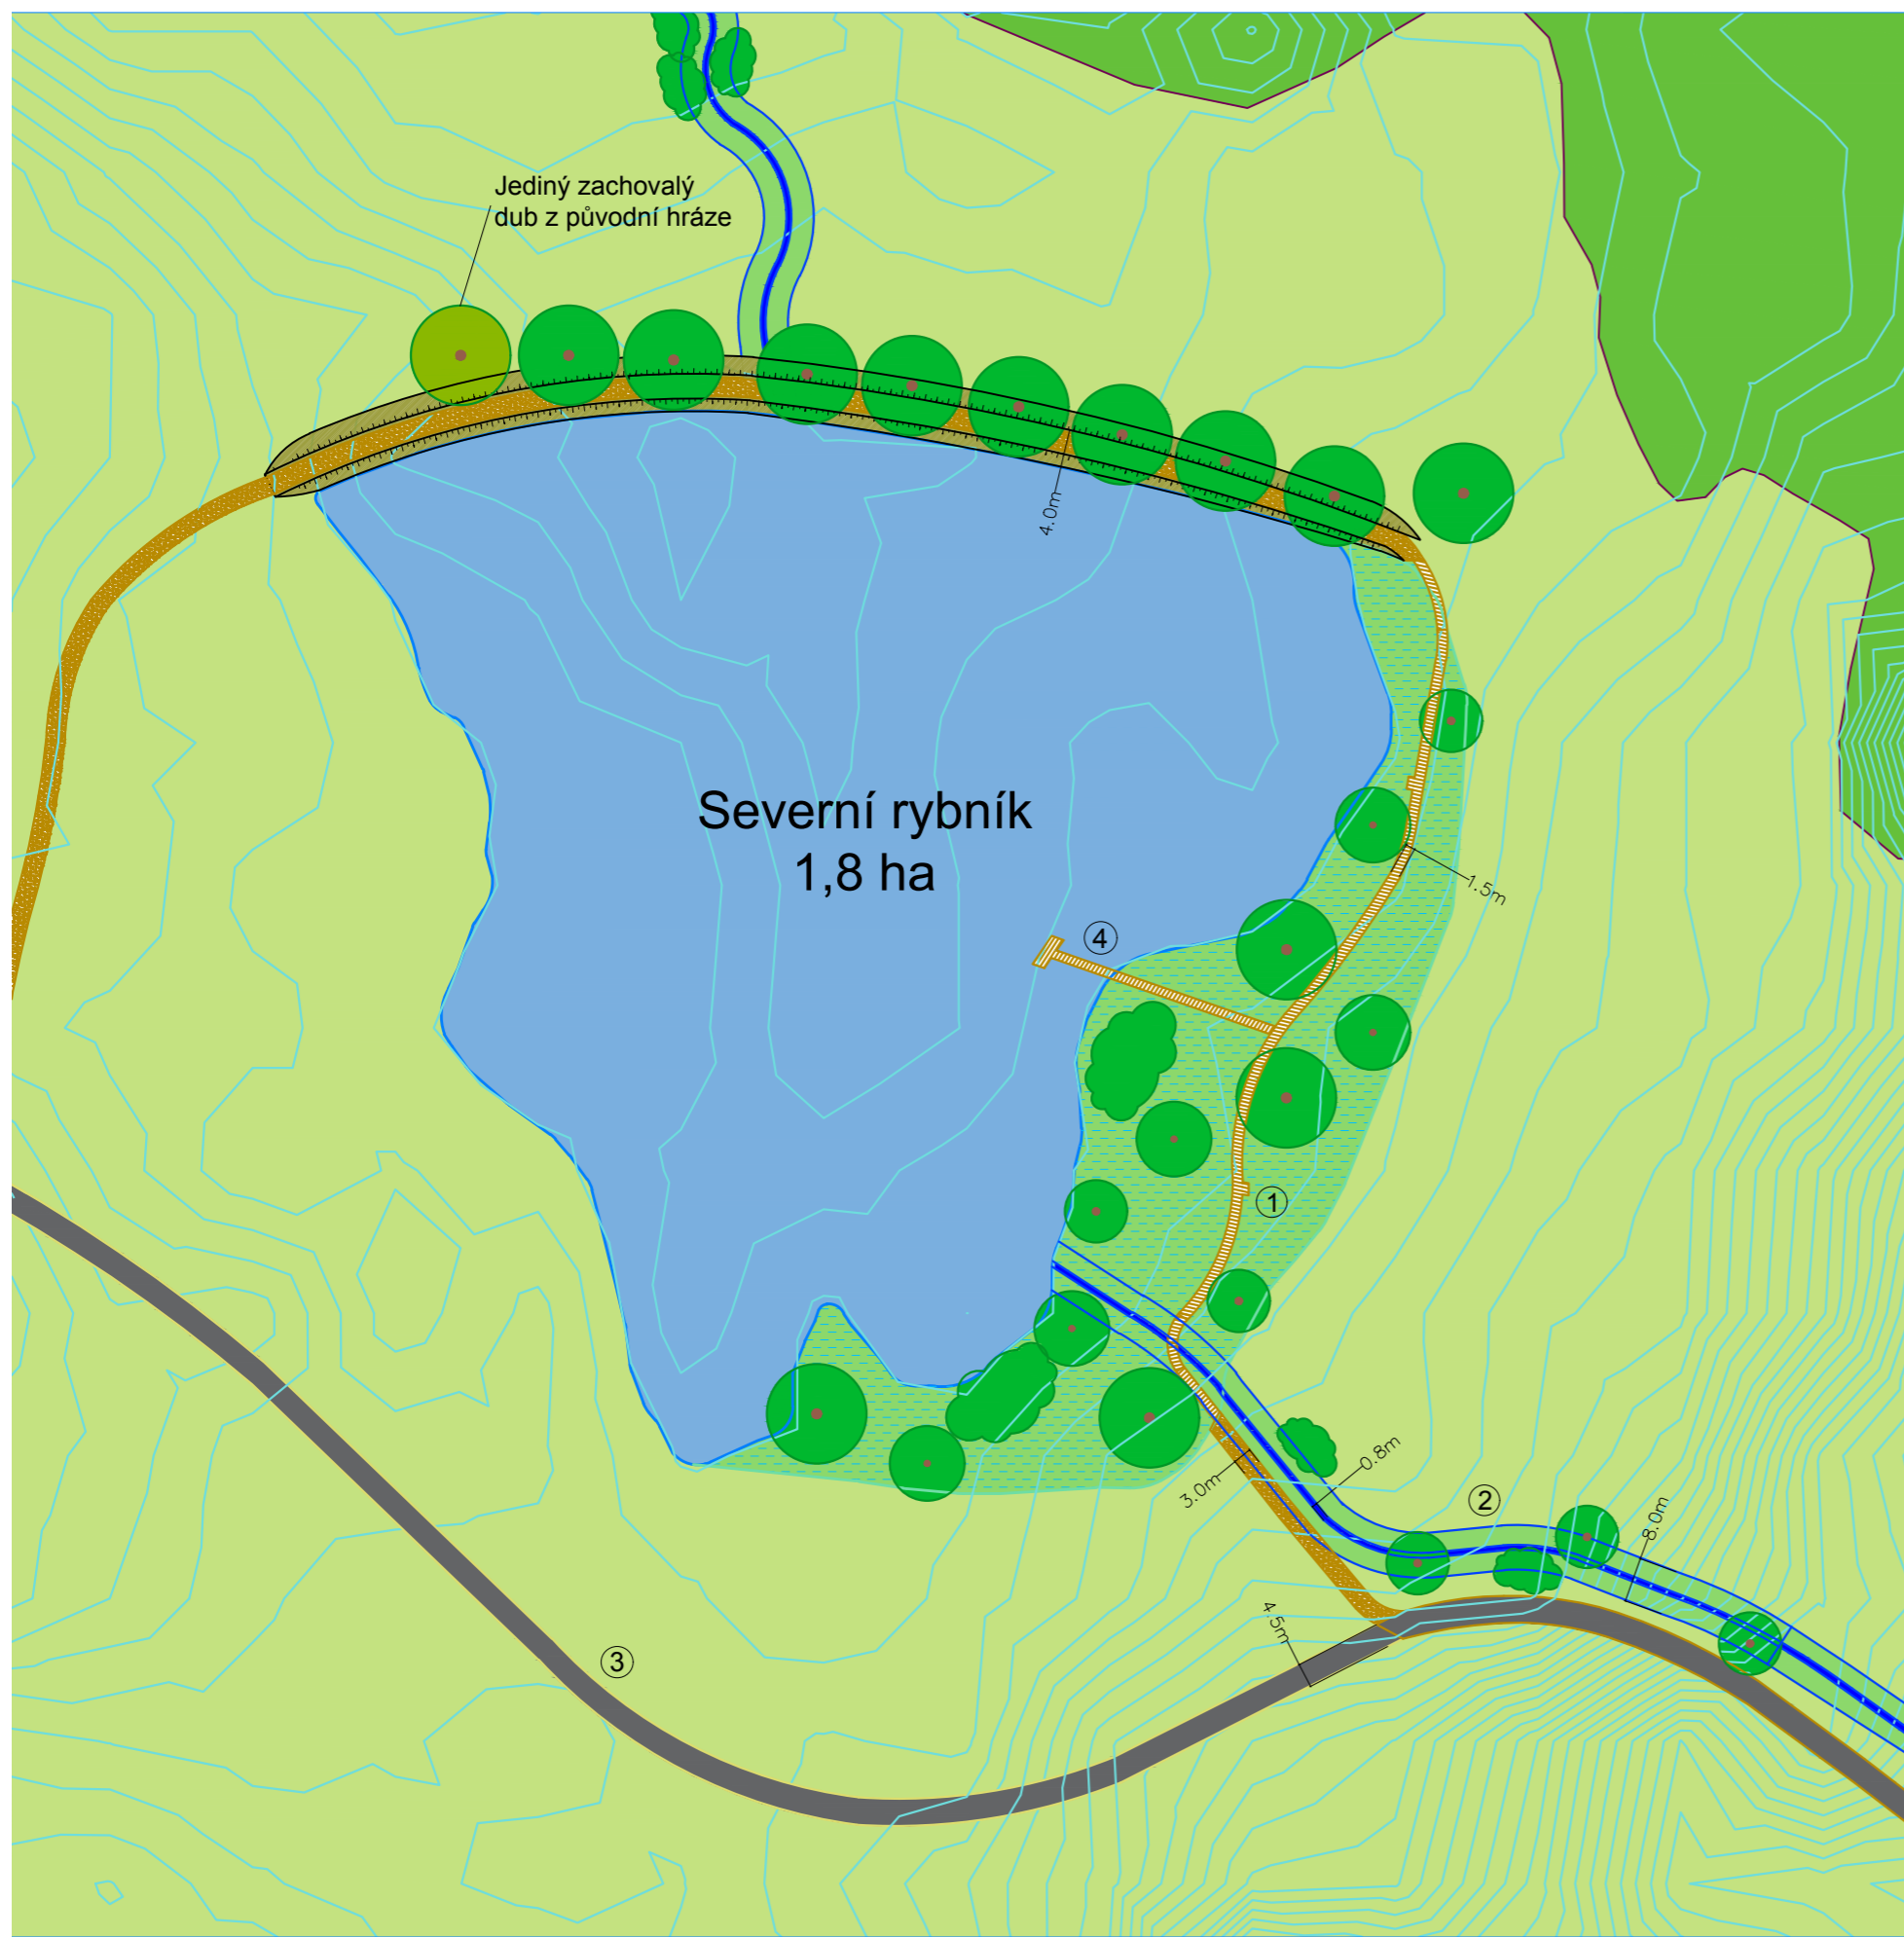 Jediný zachovalý
dub z původní hráze
4.0m
Severní rybník
1,8 ha
1.5m
4
1
0.8m
3.0m
2
8.0m
4.5m
3